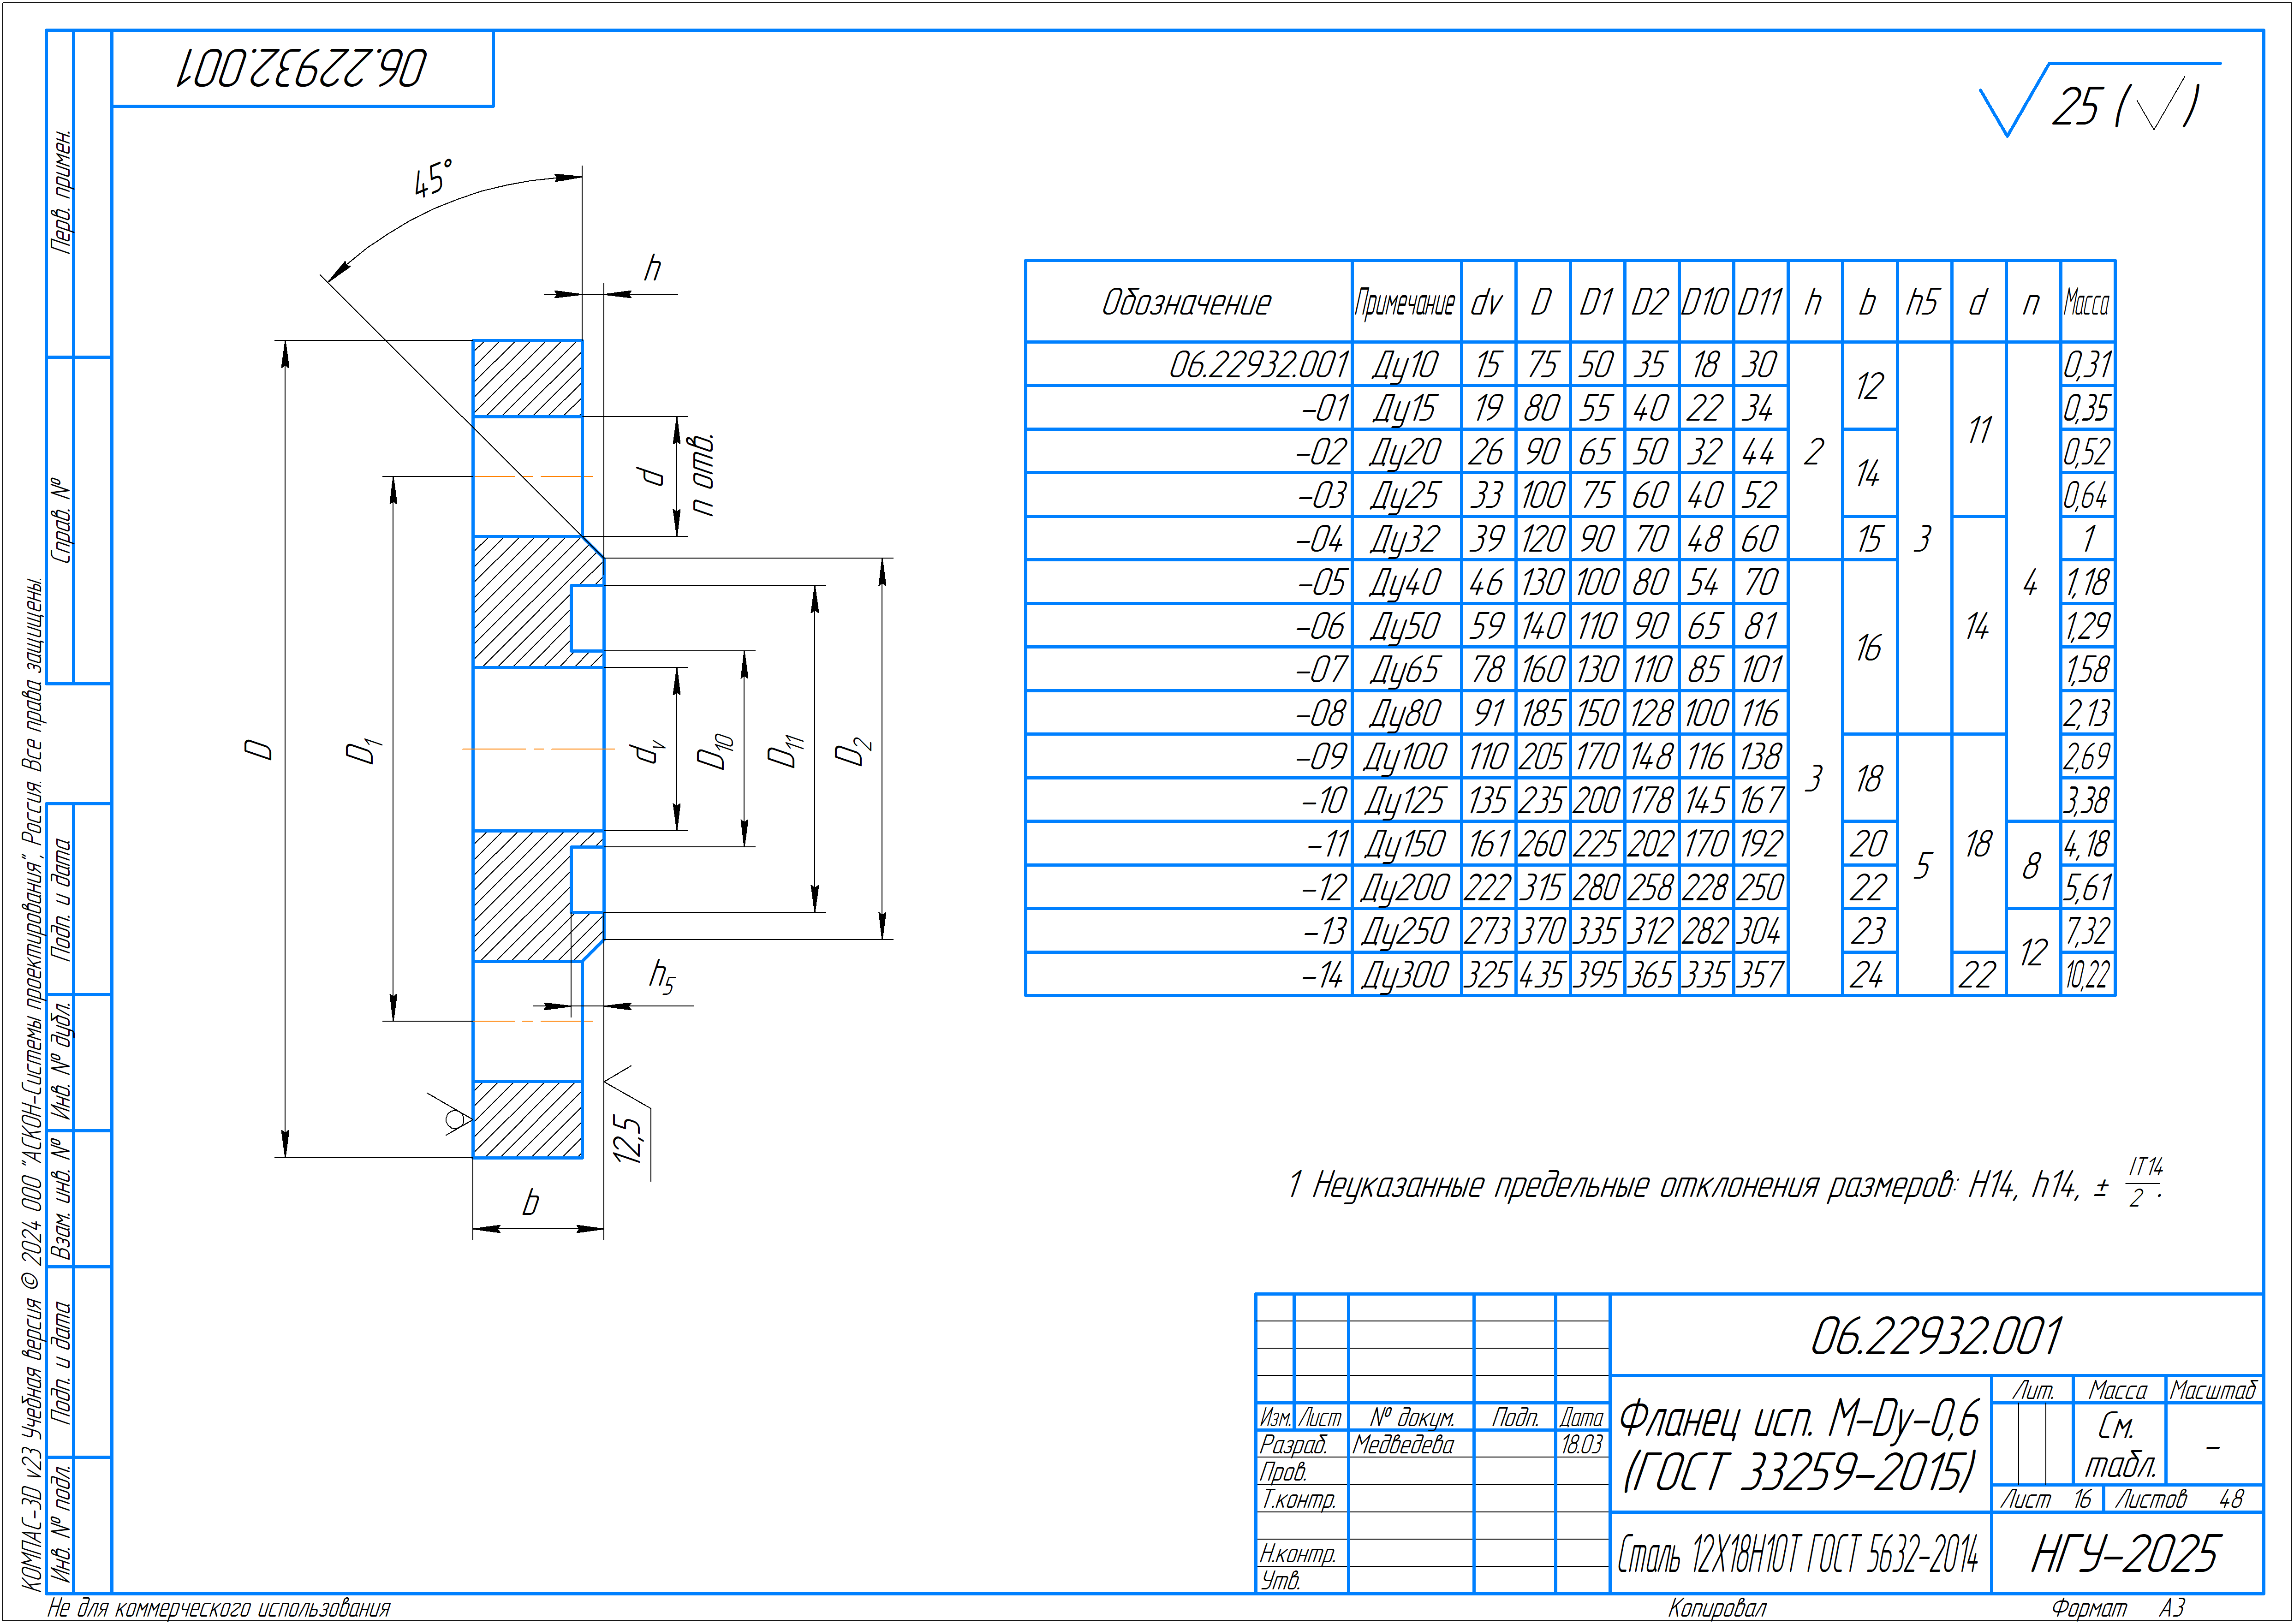 06.22932.001
√25 (√)
45°
h
d
n отв.
D
D1
dv
D10
D11
D2
h5
12,5
b
Обозначение Примечание dv D D1 D2 D10 D11 h b h5 d n Масса
06.22932.001 Ду10 15 75 50 35 18 30 2 12 3 11 4 0,31
-01 Ду15 19 80 55 40 22 34 0,35
-02 Ду20 26 90 65 50 32 44 14 0,52
-03 Ду25 33 100 75 60 40 52 0,64
-04 Ду32 39 120 90 70 48 60 15 14 1
-05 Ду40 46 130 100 80 54 70 3 16 1,18
-06 Ду50 59 140 110 90 65 81 1,29
-07 Ду65 78 160 130 110 85 101 1,58
-08 Ду80 91 185 150 128 100 116 2,13
-09 Ду100 110 205 170 148 116 138 18 5 18 2,69
-10 Ду125 135 235 200 178 145 167 3,38
-11 Ду150 161 260 225 202 170 192 20 8 4,18
-12 Ду200 222 315 280 258 228 250 22 5,61
-13 Ду250 273 370 335 312 282 304 23 12 7,32
-14 Ду300 325 435 395 365 335 357 24 22 10,22
1 Неуказанные предельные отклонения размеров: H14, h14, ± IT14/2.
06.22932.001
Фланец исп. М-Dу-0,6
(ГОСТ 33259-2015)
Сталь 12Х18Н10Т ГОСТ 5632-2014
Лит. Масса Масштаб
См.
табл.
-
Лист 16 Листов 48
НГУ-2025
Изм. Лист № докум. Подп. Дата
Разраб. Медведева 18.03
Пров.
Т.контр.
Н.контр.
Утв.
Перв. примен.
Справ. №
Подп. и дата
Инв. № дубл.
Взам. инв. №
Подп. и дата
Инв. № подл.
КОМПАС-3D v23 Учебная версия © 2024 ООО "АСКОН-Системы проектирования", Россия. Все права защищены.
Не для коммерческого использования
Копировал
Формат А3